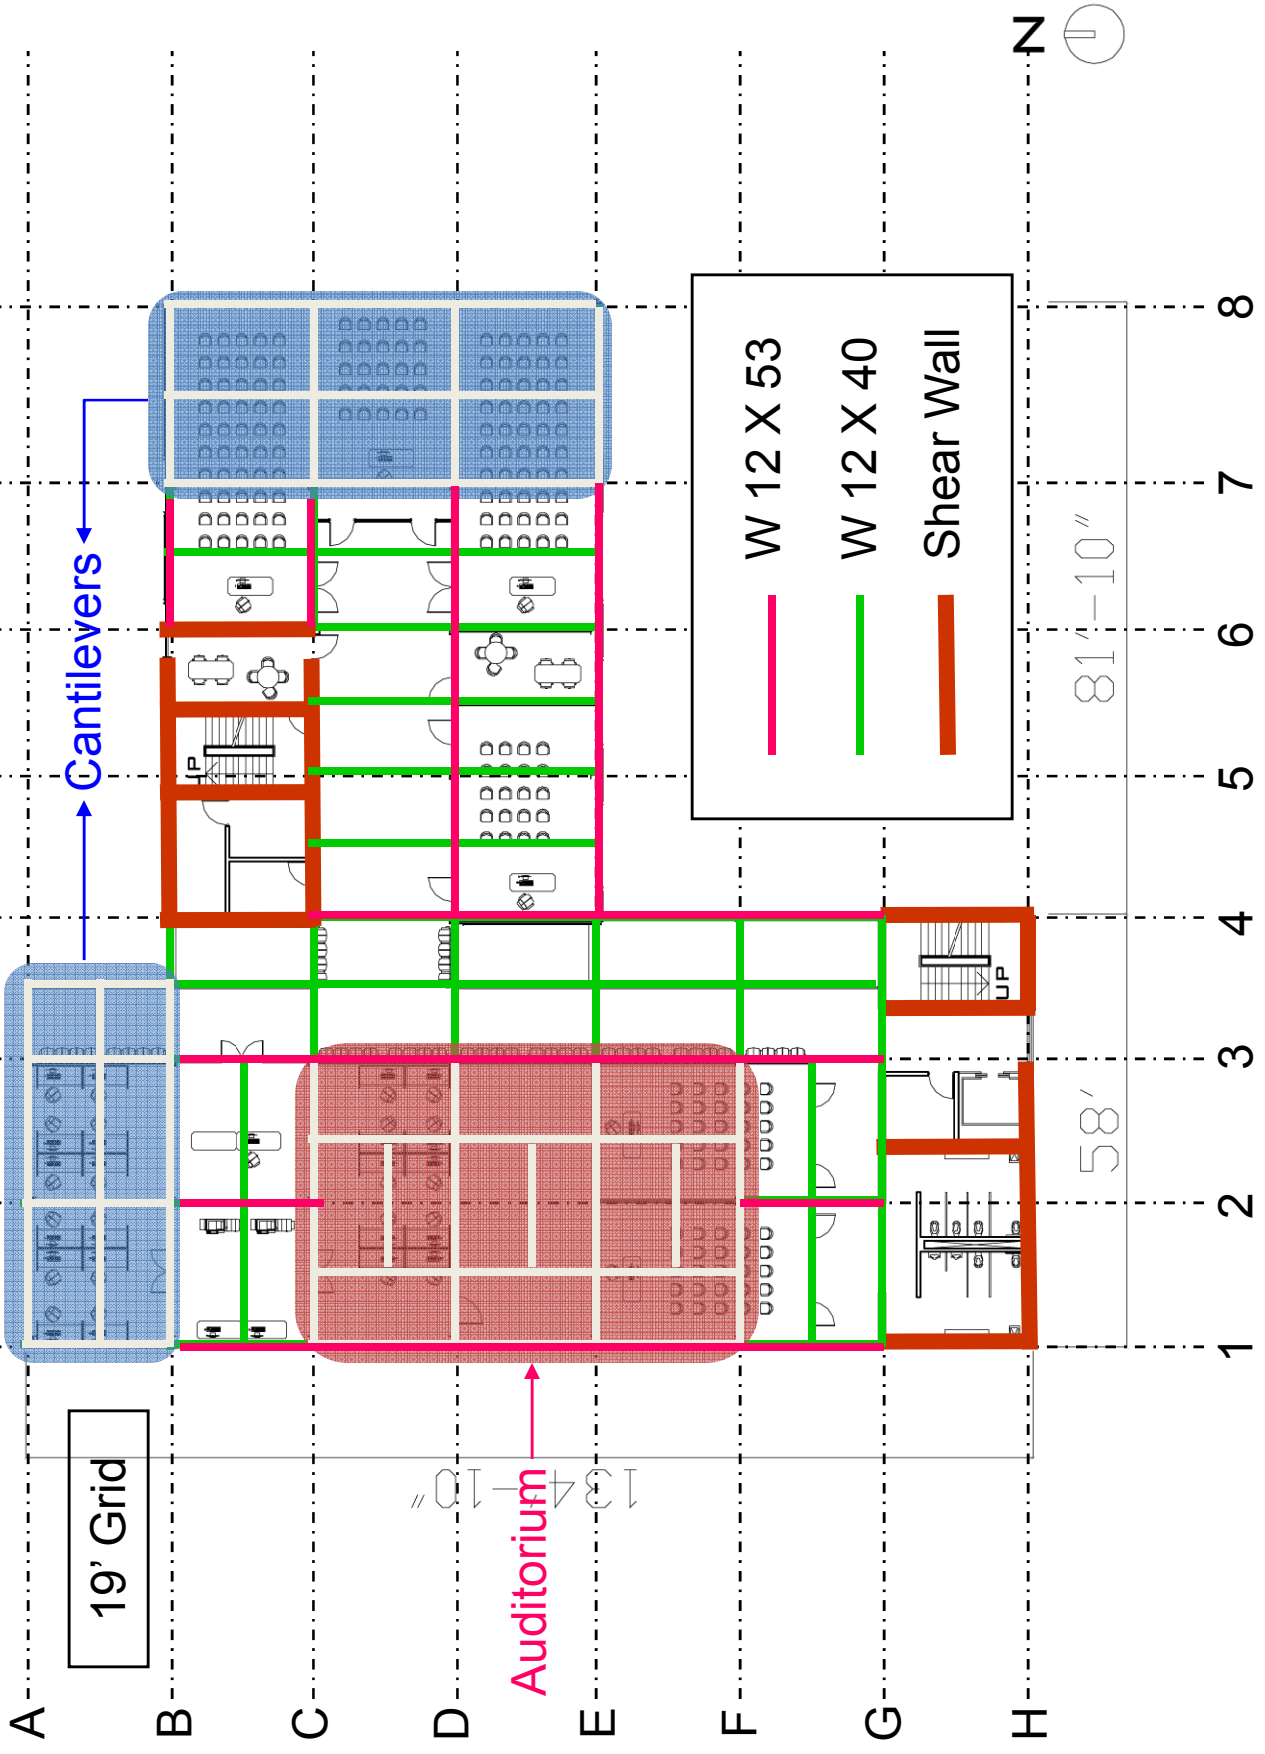 N
A
B
C
D
E
F
G
H
19’ Grid
Auditorium
134-10"
Cantilevers
UP
UP
W 12 X 53
W 12 X 40
Shear Wall
58'
81'-10"
1
2
3
4
5
6
7
8